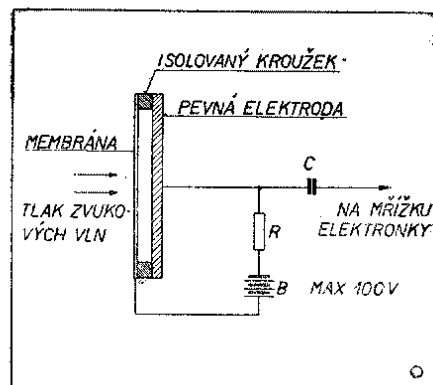 ISOLOVANÝ KROUŽEK
PEVNÁ ELEKTRODA
MEMBRÁNA
C
TLAK ZVUKO-
VÝCH VLN
NA MŘÍŽKU
ELEKTRONKY
R
B MAX 100V